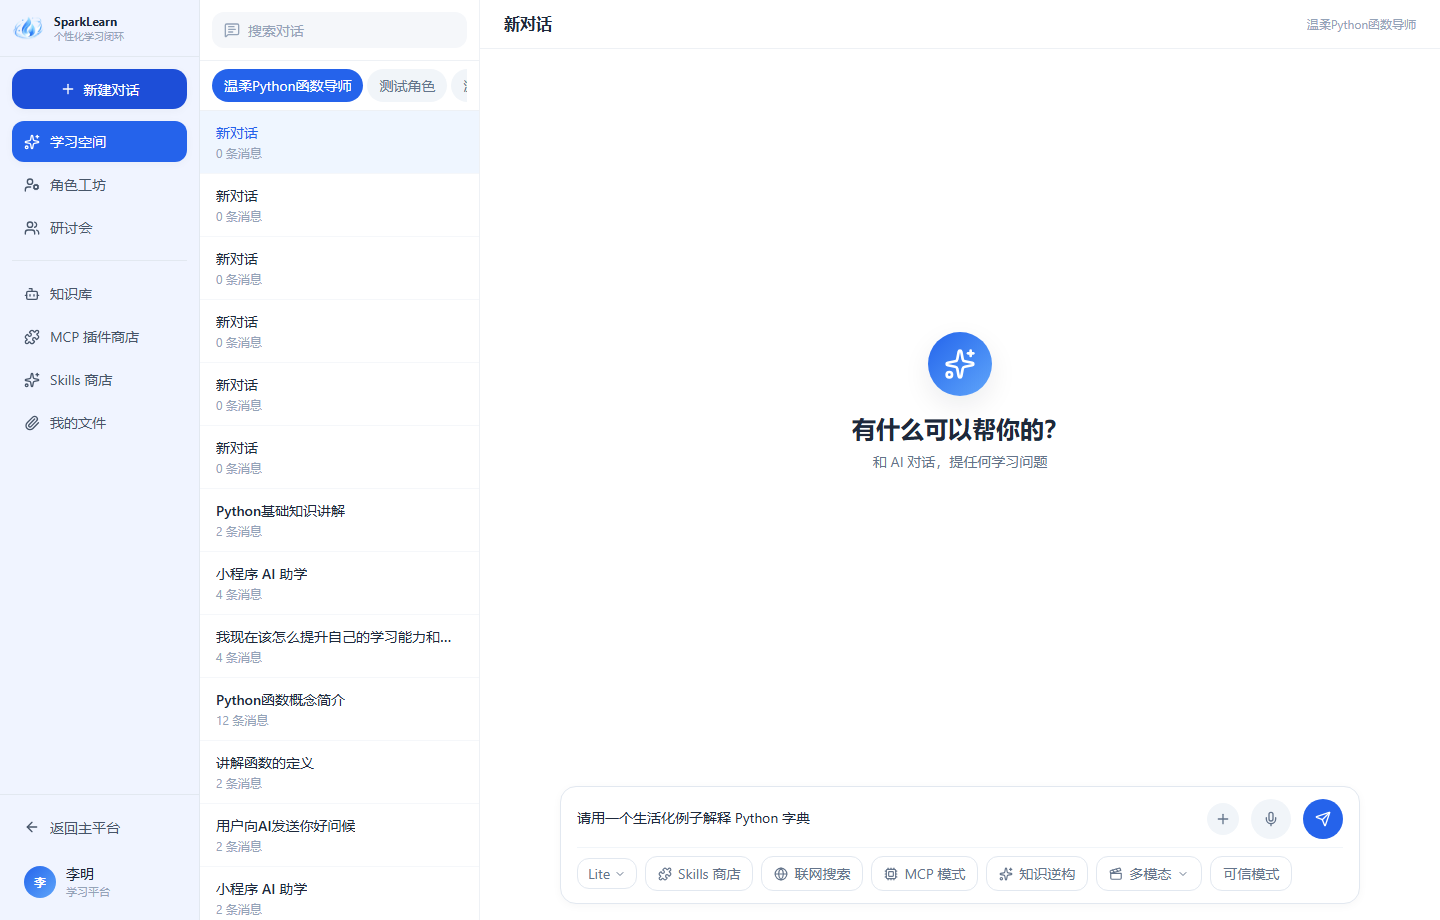 SparkLearn
个性化学习闭环
新建对话
学习空间
角色工坊
研讨会
知识库
MCP 插件商店
Skills 商店
我的文件
返回主平台
李
李明
学习平台
搜索对话
温柔Python函数导师
测试角色
新对话
0 条消息
新对话
0 条消息
新对话
0 条消息
新对话
0 条消息
新对话
0 条消息
新对话
0 条消息
Python基础知识讲解
2 条消息
小程序 AI 助学
4 条消息
我现在该怎么提升自己的学习能力和...
4 条消息
Python函数概念简介
12 条消息
讲解函数的定义
2 条消息
用户向AI发送你好问候
2 条消息
小程序 AI 助学
2 条消息
新对话
温柔Python函数导师
有什么可以帮你的？
和 AI 对话，提任何学习问题
请用一个生活化例子解释 Python 字典
Lite
Skills 商店
联网搜索
MCP 模式
知识逆构
多模态
可信模式